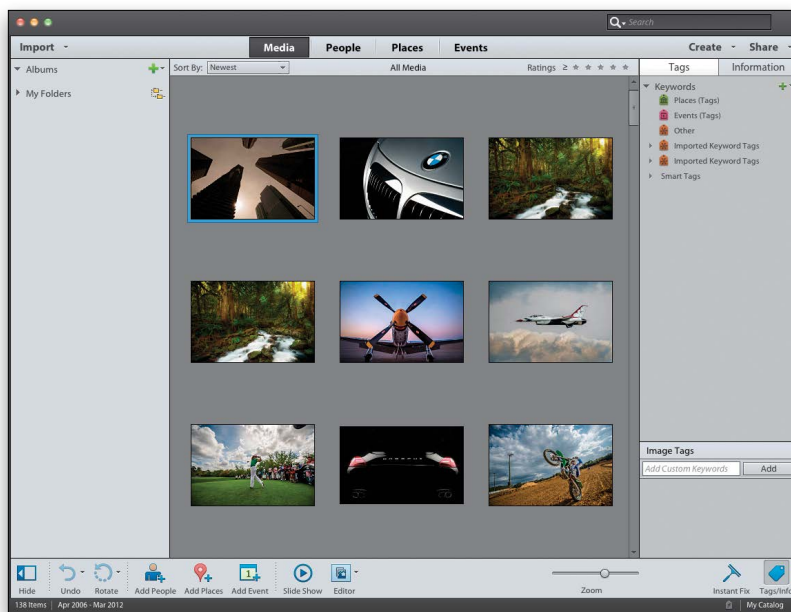 Search
Import
Media People Places Events
Create Share
Albums
Sort By: Newest
All Media
Ratings ≥
Tags Information
My Folders
Keywords
Places (Tags)
Events (Tags)
Other
Imported Keyword Tags
Imported Keyword Tags
Smart Tags
BMW
Image Tags
Add Custom Keywords Add
Hide Undo Rotate Add People Add Places 1 Add Event Slide Show Editor Zoom Instant Fix Tags/Info
138 Items Apr 2006 - Mar 2012 My Catalog